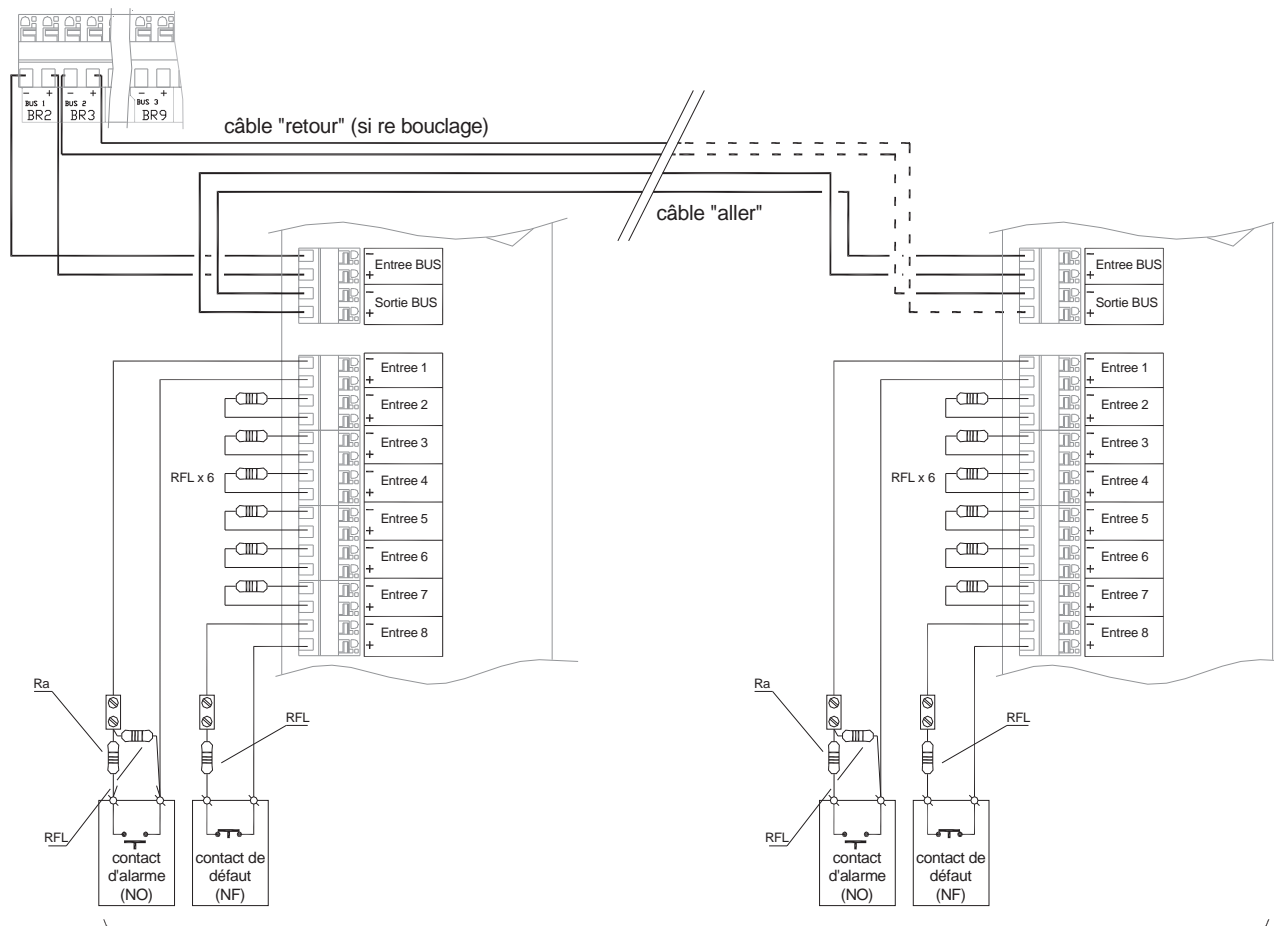 - + - + - +
BUS 1 BUS 2 BUS 3
BR2 BR3 BR9
câble "retour" (si re bouclage)
câble "aller"
-
Entree BUS
+
-
Sortie BUS
+
-
Entree 1
+
-
Entree 2
+
-
Entree 3
+
RFL x 6
-
Entree 4
+
-
Entree 5
+
-
Entree 6
+
-
Entree 7
+
-
Entree 8
+
Ra
RFL
RFL
contact
d'alarme
(NO)
contact de
défaut
(NF)
-
Entree BUS
+
-
Sortie BUS
+
-
Entree 1
+
-
Entree 2
+
-
Entree 3
+
RFL x 6
-
Entree 4
+
-
Entree 5
+
-
Entree 6
+
-
Entree 7
+
-
Entree 8
+
Ra
RFL
RFL
contact
d'alarme
(NO)
contact de
défaut
(NF)